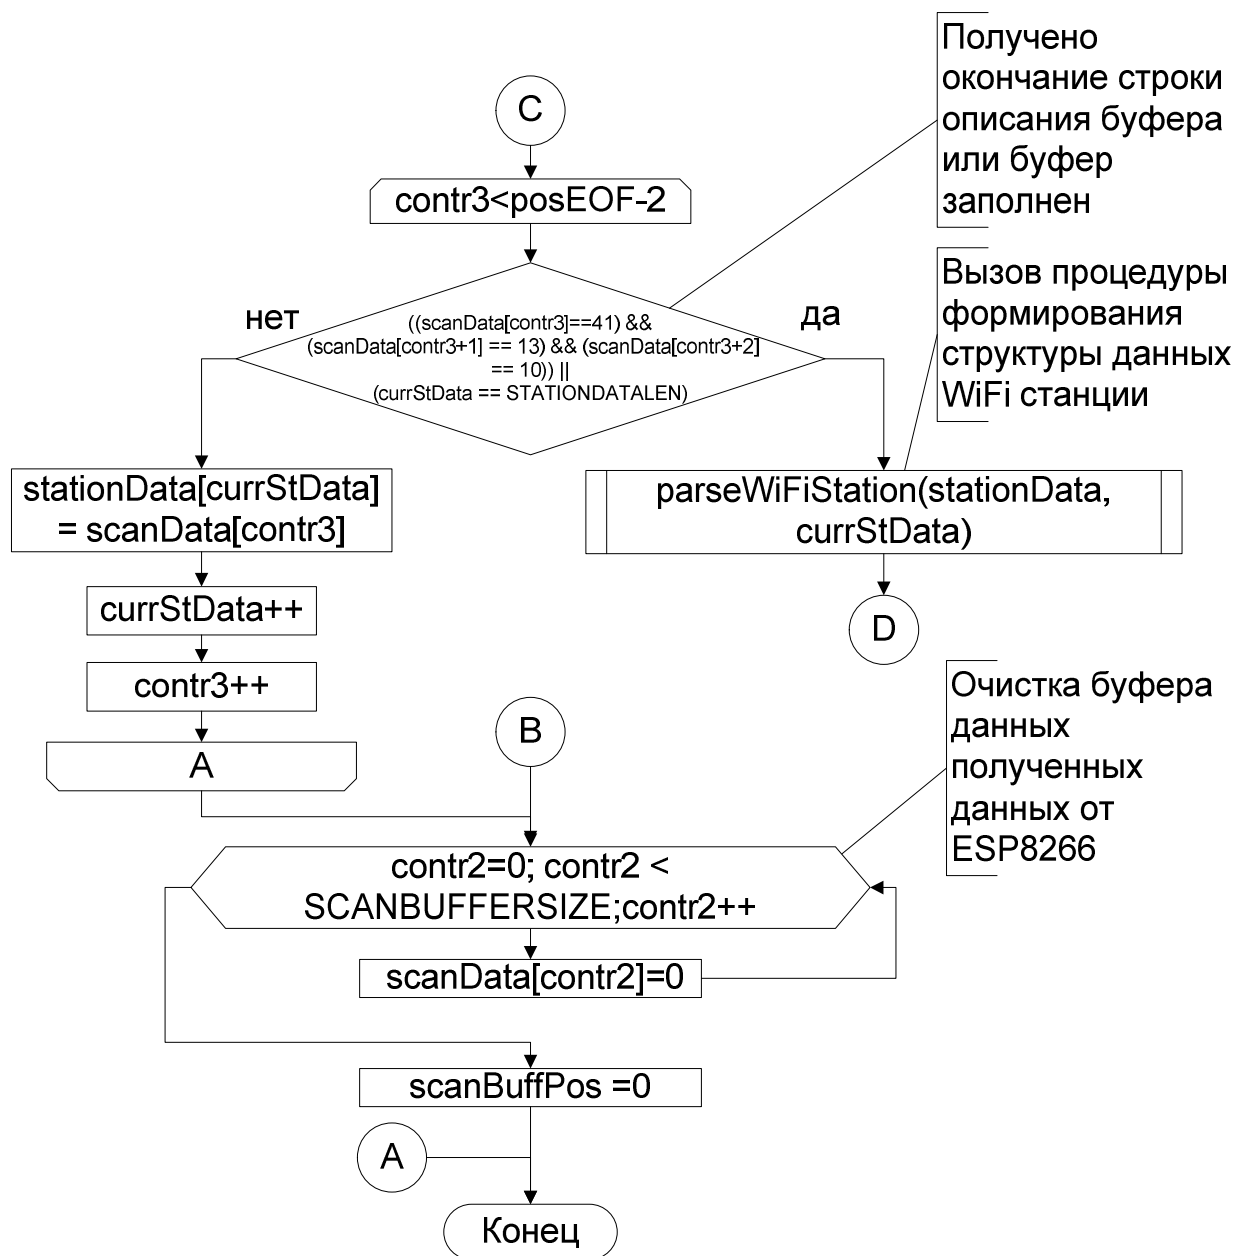 Получено
окончание строки
описания буфера
или буфер
заполнен
C
contr3<posEOF-2
Вызов процедуры
формирования
структуры данных
WiFi станции
нет
да
((scanData[contr3]==41) &&
(scanData[contr3+1] == 13) && (scanData[contr3+2]
== 10)) ||
(currStData == STATIONDATALEN)
stationData[currStData]
= scanData[contr3]
parseWiFiStation(stationData,
currStData)
currStData++
D
contr3++
Очистка буфера
данных
полученных
данных от
ESP8266
A
B
contr2=0; contr2 <
SCANBUFFERSIZE;contr2++
scanData[contr2]=0
scanBuffPos =0
A
Конец